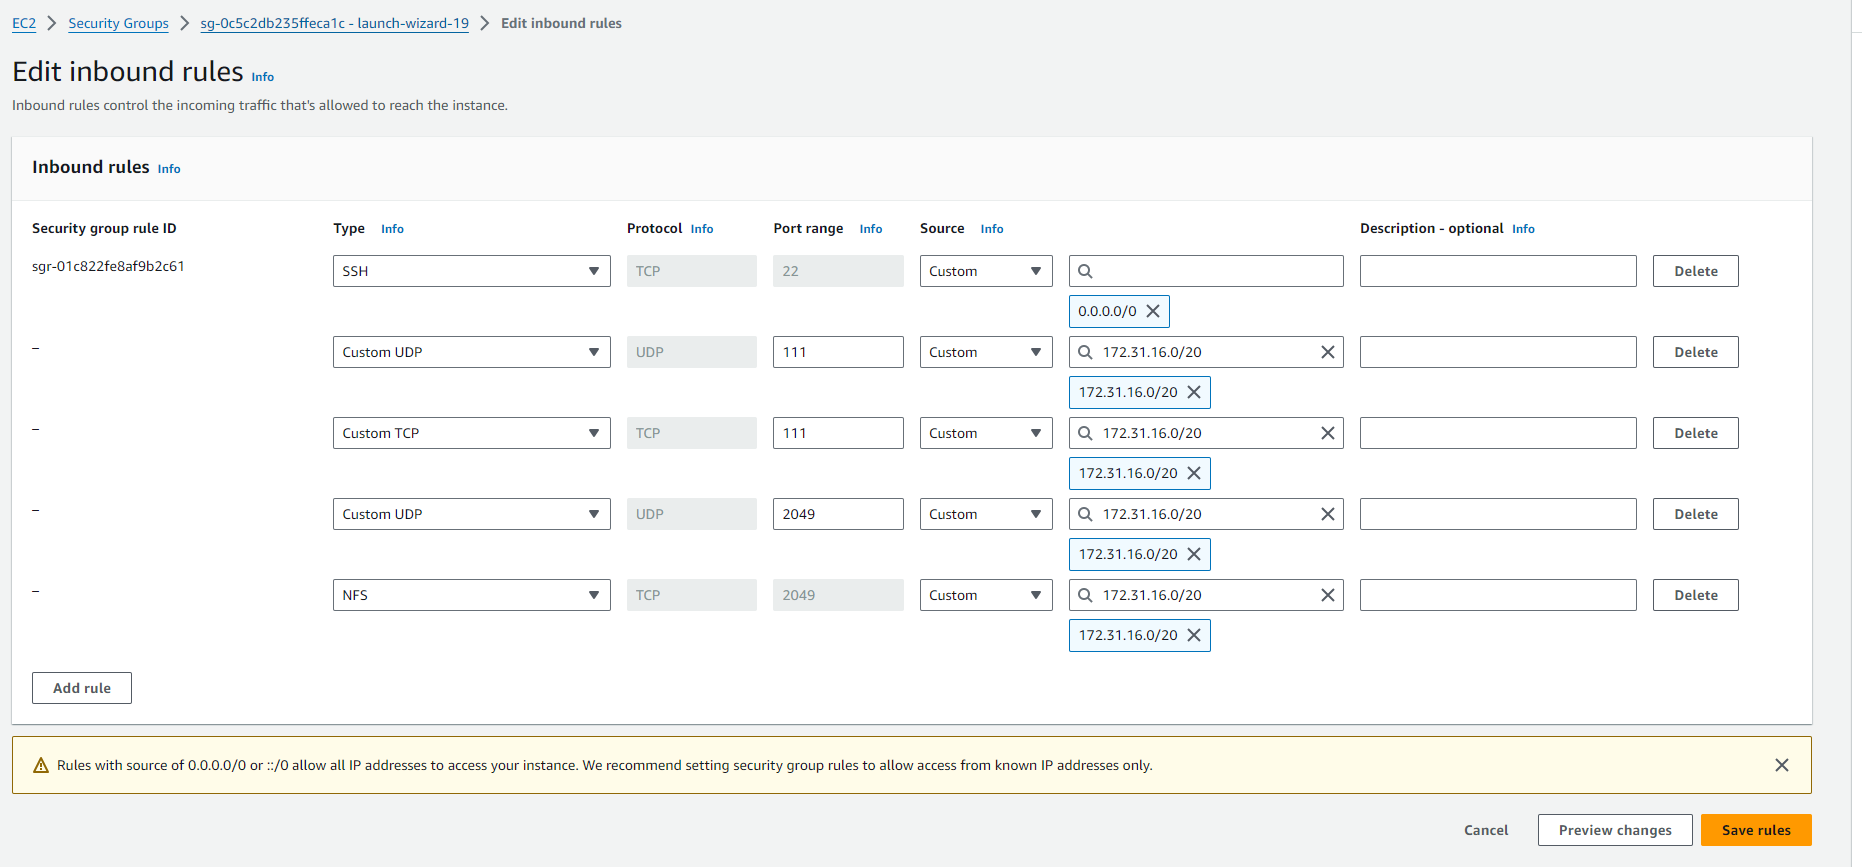 EC2 > Security Groups > sg-0c5c2db235ffeca1c - launch-wizard-19 > Edit inbound rules
Edit inbound rules Info
Inbound rules control the incoming traffic that's allowed to reach the instance.
Inbound rules Info
Security group rule ID Type Info Protocol Info Port range Info Source Info Description - optional Info
sgr-01c822fe8af9b2c61 SSH TCP 22 Custom Delete
0.0.0.0/0
– Custom UDP UDP 111 Custom 172.31.16.0/20 Delete
172.31.16.0/20
– Custom TCP TCP 111 Custom 172.31.16.0/20 Delete
172.31.16.0/20
– Custom UDP UDP 2049 Custom 172.31.16.0/20 Delete
172.31.16.0/20
– NFS TCP 2049 Custom 172.31.16.0/20 Delete
172.31.16.0/20
Add rule
Rules with source of 0.0.0.0/0 or ::/0 allow all IP addresses to access your instance. We recommend setting security group rules to allow access from known IP addresses only.
Cancel Preview changes Save rules